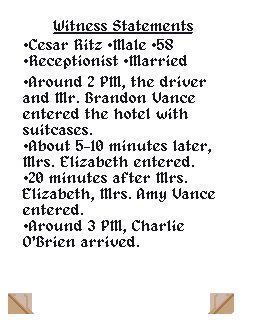 Witness Statements
•Cesar Ritz •Male •58
•Receptionist •Married
•Around 2 PM, the driver
and Mr. Brandon Vance
entered the hotel with
suitcases.
•About 5-10 minutes later,
Mrs. Elizabeth entered.
•20 minutes after Mrs.
Elizabeth, Mrs. Amy Vance
entered.
•Around 3 PM, Charlie
O'Brien arrived.